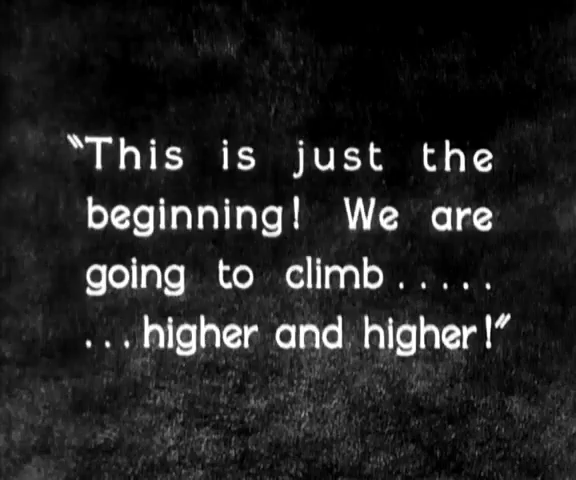 "This is just the
beginning! We are
going to climb.....
...higher and higher!"